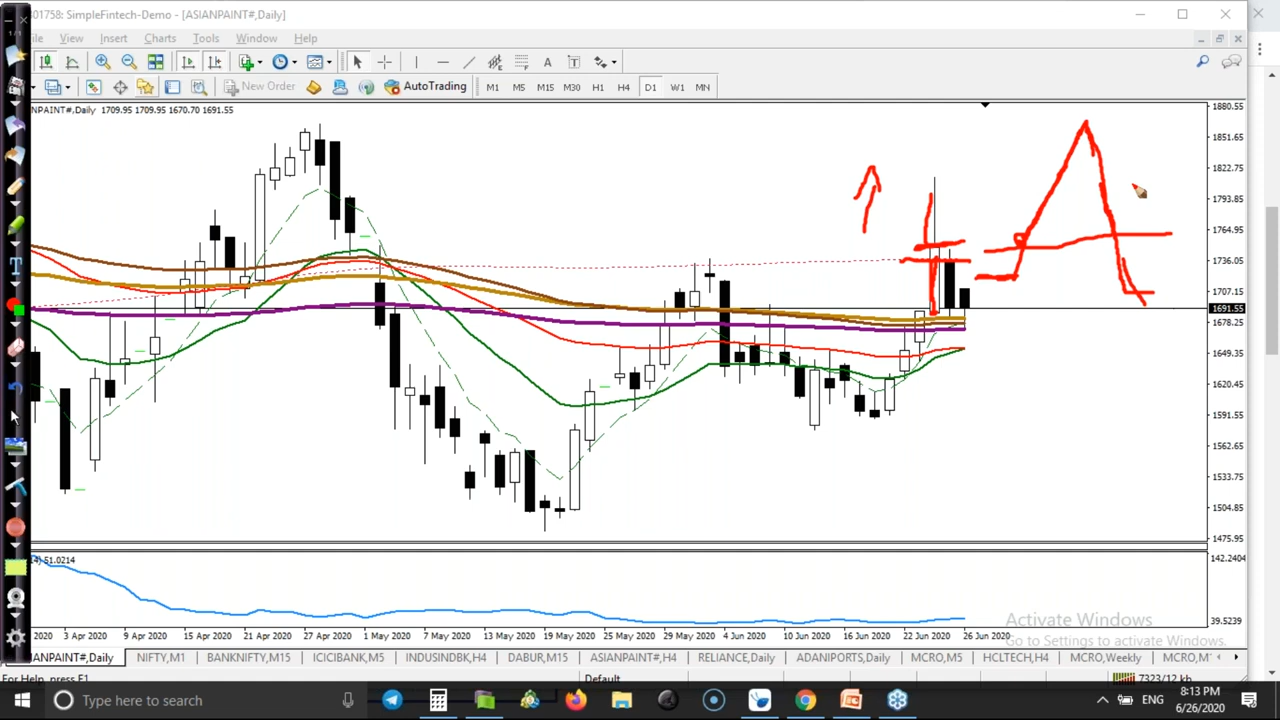 301758: SimpleFintech-Demo - [ASIANPAINT#,Daily]
File View Insert Charts Tools Window Help
New Order AutoTrading M1 M5 M15 M30 H1 H4 D1 W1 MN
1/1
NPAINT#,Daily 1709.95 1709.95 1670.70 1691.55
1880.55
1851.65
1822.75
1793.85
1764.95
1736.05
1707.15
1691.55
1678.25
1649.35
1620.45
1591.55
1562.65
1533.75
1504.85
1475.95
14) 51.0214
142.2404
39.5239
Activate Windows
Go to Settings to activate Windows.
2020 3 Apr 2020 9 Apr 2020 15 Apr 2020 21 Apr 2020 27 Apr 2020 1 May 2020 7 May 2020 13 May 2020 19 May 2020 25 May 2020 29 May 2020 4 Jun 2020 10 Jun 2020 16 Jun 2020 22 Jun 2020 26 Jun 2020
ANPAINT#,Daily NIFTY,M1 BANKNIFTY,M15 ICICIBANK,M5 INDUSINDBK,H4 DABUR,M15 ASIANPAINT#,H4 RELIANCE,Daily ADANIPORTS,Daily MCRO,M5 HCLTECH,H4 MCRO,Weekly MCRO,M1
For Help, press F1 Default 7323/12 kb
Type here to search ENG 8:13 PM
6/26/2020